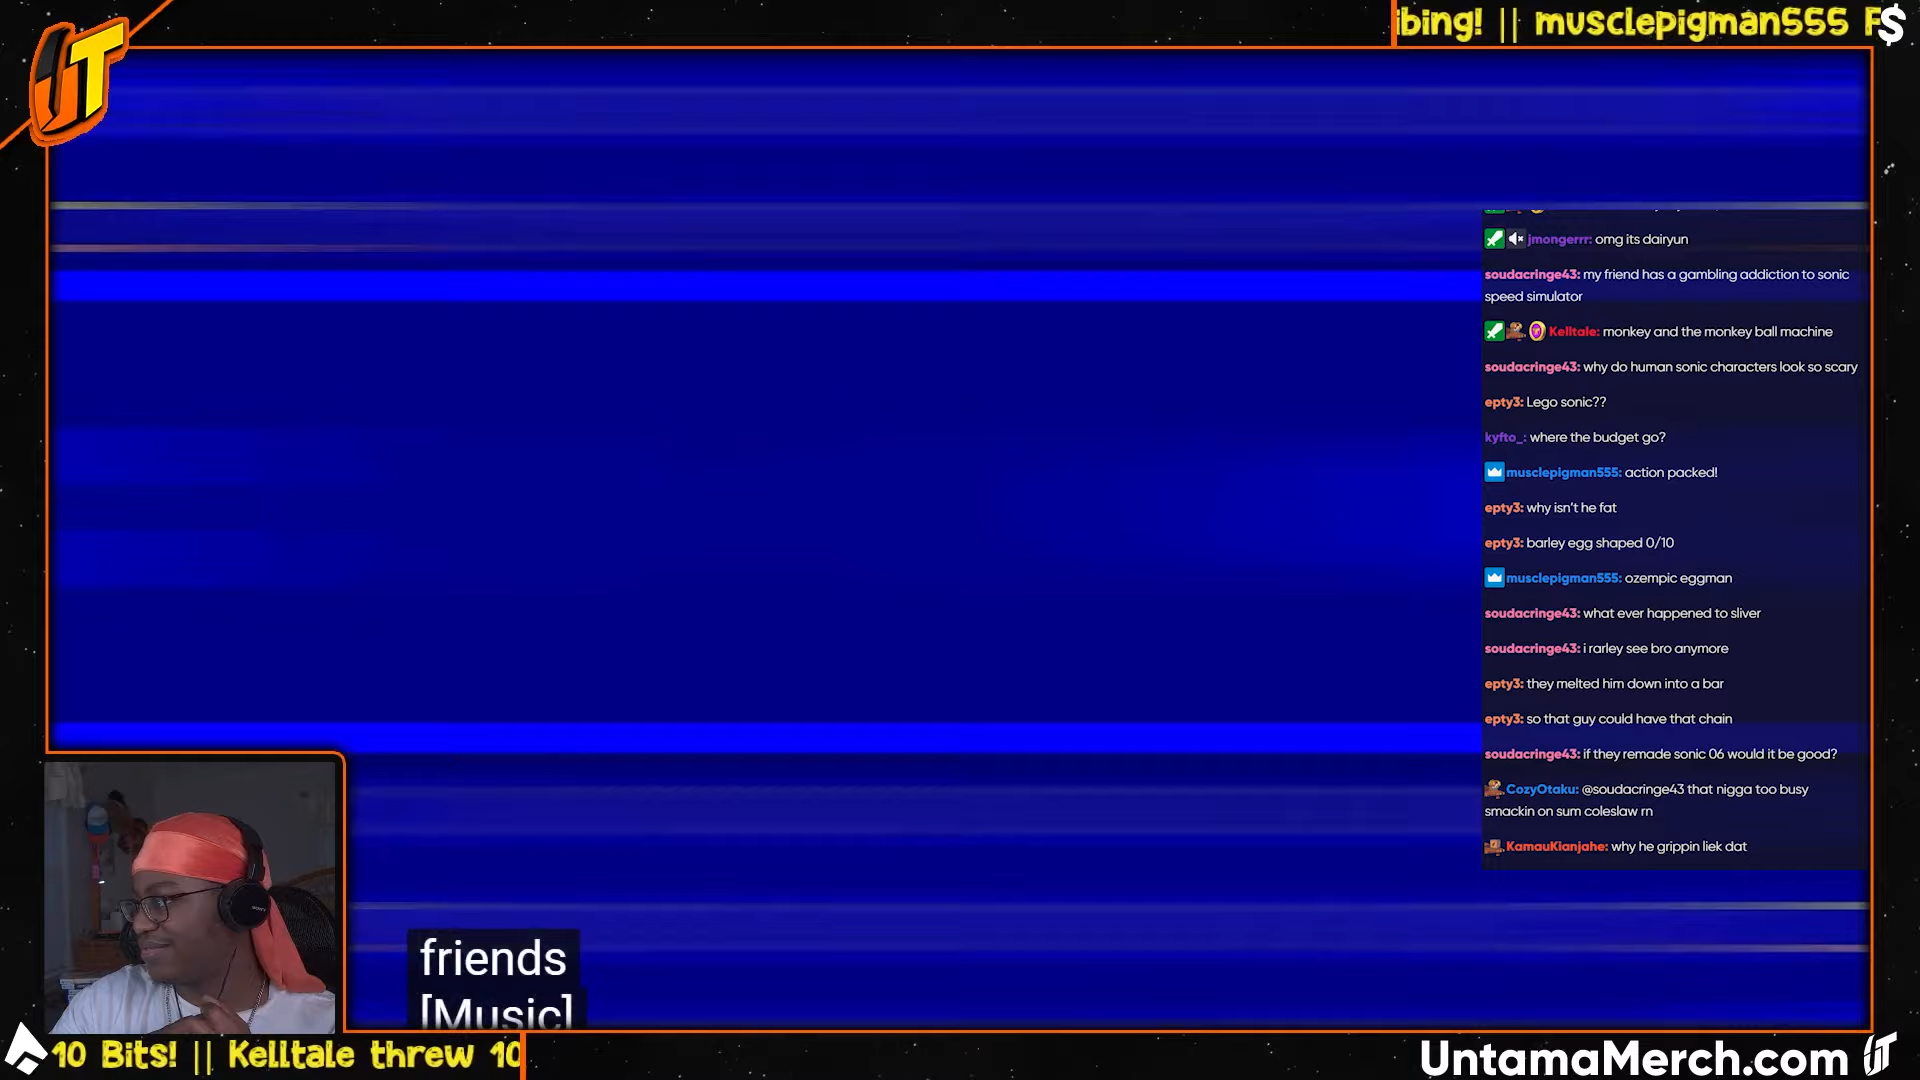 UT
ibing! || musclepigman555 F
$
jmongerrr: omg its dairyun
soudacringe43: my friend has a gambling addiction to sonic
speed simulator
Kelltale: monkey and the monkey ball machine
soudacringe43: why do human sonic characters look so scary
epty3: Lego sonic??
kyfto_: where the budget go?
musclepigman555: action packed!
epty3: why isn't he fat
epty3: barley egg shaped 0/10
musclepigman555: ozempic eggman
soudacringe43: what ever happened to sliver
soudacringe43: i rarley see bro anymore
epty3: they melted him down into a bar
epty3: so that guy could have that chain
soudacringe43: if they remade sonic 06 would it be good?
CozyOtaku: @soudacringe43 that nigga too busy
smackin on sum coleslaw rn
KamauKianjahe: why he grippin liek dat
SONY
friends
[Music]
10 Bits! || Kelltale threw 10
UntamaMerch.com UT